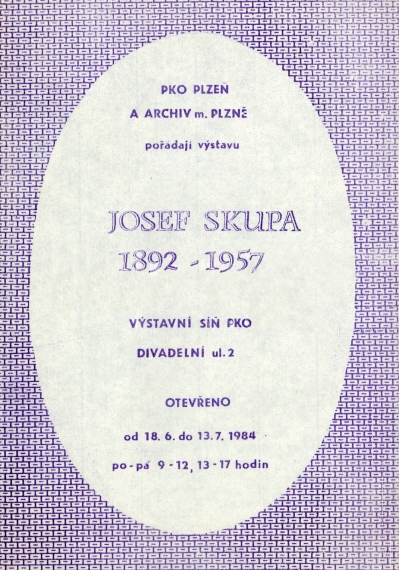 PKO PLZEŇ
A ARCHIV m. PLZNĚ
pořadají výstavu
JOSEF SKUPA
1892 - 1957
VÝSTAVNÍ SÍŇ PKO
DIVADELNÍ ul. 2
OTEVŘENO
od 18. 6. do 13. 7. 1984
po - pá 9 - 12, 13 - 17 hodin